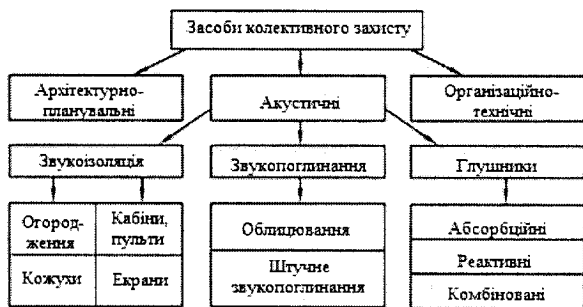 Засоби колективного захисту
Архітектурно-
планувальні
Акустичні
Організаційно-
технічні
Звукоізоляція
Звукопоглинання
Глушники
Огород-
ження
Кабіни,
пульти
Кожухи
Екрани
Облицювання
Штучне
звукопоглинання
Абсорбційні
Реактивні
Комбіновані